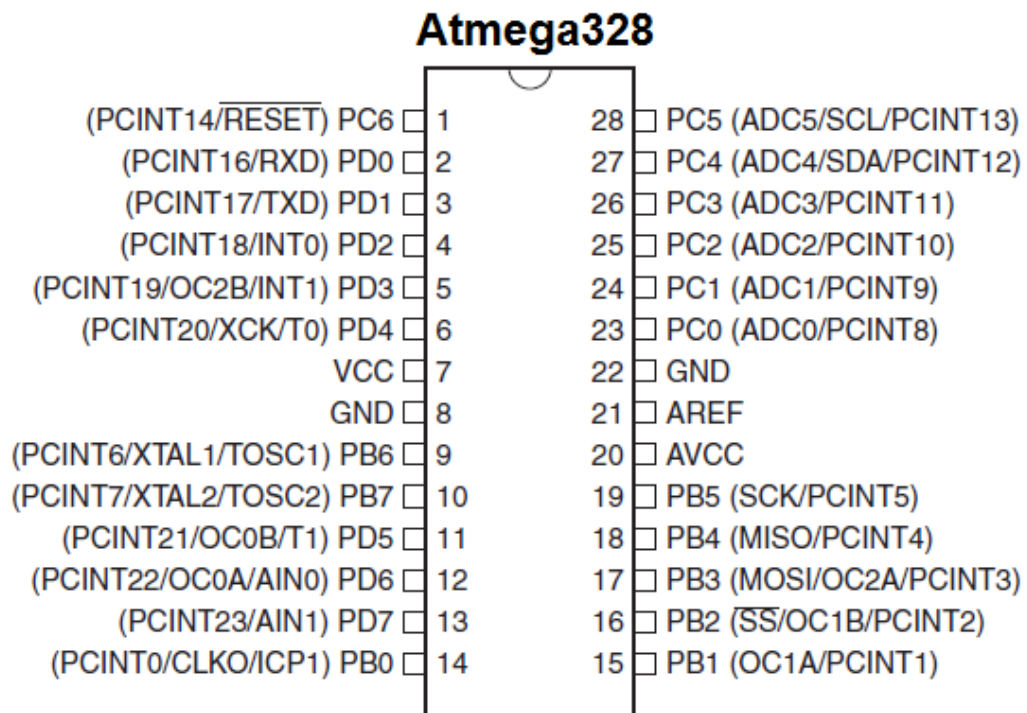 Atmega328
(PCINT14/RESET) PC6 1 28 PC5 (ADC5/SCL/PCINT13)
(PCINT16/RXD) PD0 2 27 PC4 (ADC4/SDA/PCINT12)
(PCINT17/TXD) PD1 3 26 PC3 (ADC3/PCINT11)
(PCINT18/INT0) PD2 4 25 PC2 (ADC2/PCINT10)
(PCINT19/OC2B/INT1) PD3 5 24 PC1 (ADC1/PCINT9)
(PCINT20/XCK/T0) PD4 6 23 PC0 (ADC0/PCINT8)
VCC 7 22 GND
GND 8 21 AREF
(PCINT6/XTAL1/TOSC1) PB6 9 20 AVCC
(PCINT7/XTAL2/TOSC2) PB7 10 19 PB5 (SCK/PCINT5)
(PCINT21/OC0B/T1) PD5 11 18 PB4 (MISO/PCINT4)
(PCINT22/OC0A/AIN0) PD6 12 17 PB3 (MOSI/OC2A/PCINT3)
(PCINT23/AIN1) PD7 13 16 PB2 (SS/OC1B/PCINT2)
(PCINT0/CLKO/ICP1) PB0 14 15 PB1 (OC1A/PCINT1)